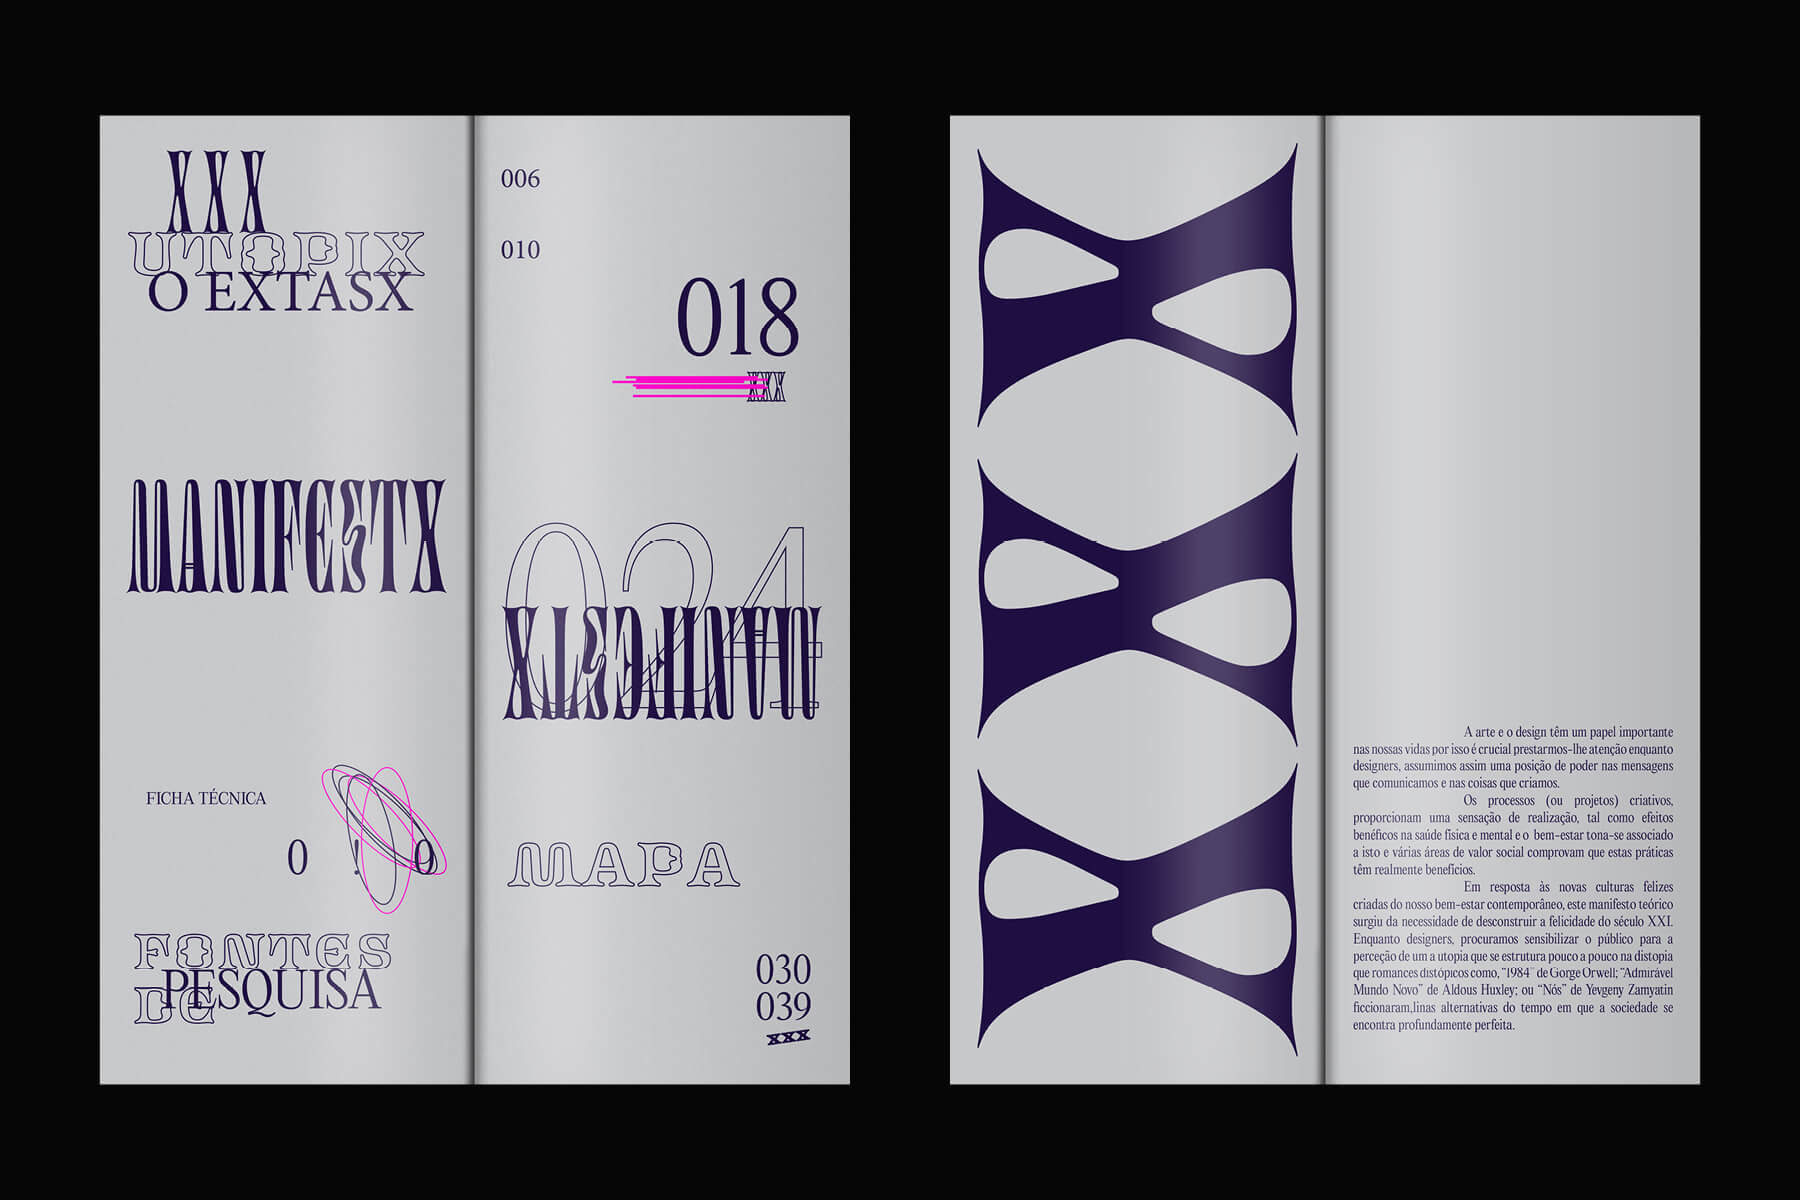 XXX
UTOPIX
O EXTASX
MANIFESTX
FICHA TÉCNICA
0 ! 9
FONTES
PESQUISA
DE
006
010
018
XXX
024
MANIFESTX
MAPA
030
039
XXX
XXX
A arte e o design têm um papel importante
nas nossas vidas por isso é crucial prestarmos-lhe atenção enquanto
designers, assumimos assim uma posição de poder nas mensagens
que comunicamos e nas coisas que criamos.
Os processos (ou projetos) criativos,
proporcionam uma sensação de realização, tal como efeitos
benéficos na saúde física e mental e o bem-estar tona-se associado
a isto e várias áreas de valor social comprovam que estas práticas
têm realmente benefícios.
Em resposta às novas culturas felizes
criadas do nosso bem-estar contemporâneo, este manifesto teórico
surgiu da necessidade de desconstruir a felicidade do século XXI.
Enquanto designers, procuramos sensibilizar o público para a
perceção de um a utopia que se estrutura pouco a pouco na distopia
que romances distópicos como, "1984" de Gorge Orwell; "Admirável
Mundo Novo" de Aldous Huxley; ou "Nós" de Yevgeny Zamyatin
ficcionaram,linas alternativas do tempo em que a sociedade se
encontra profundamente perfeita.